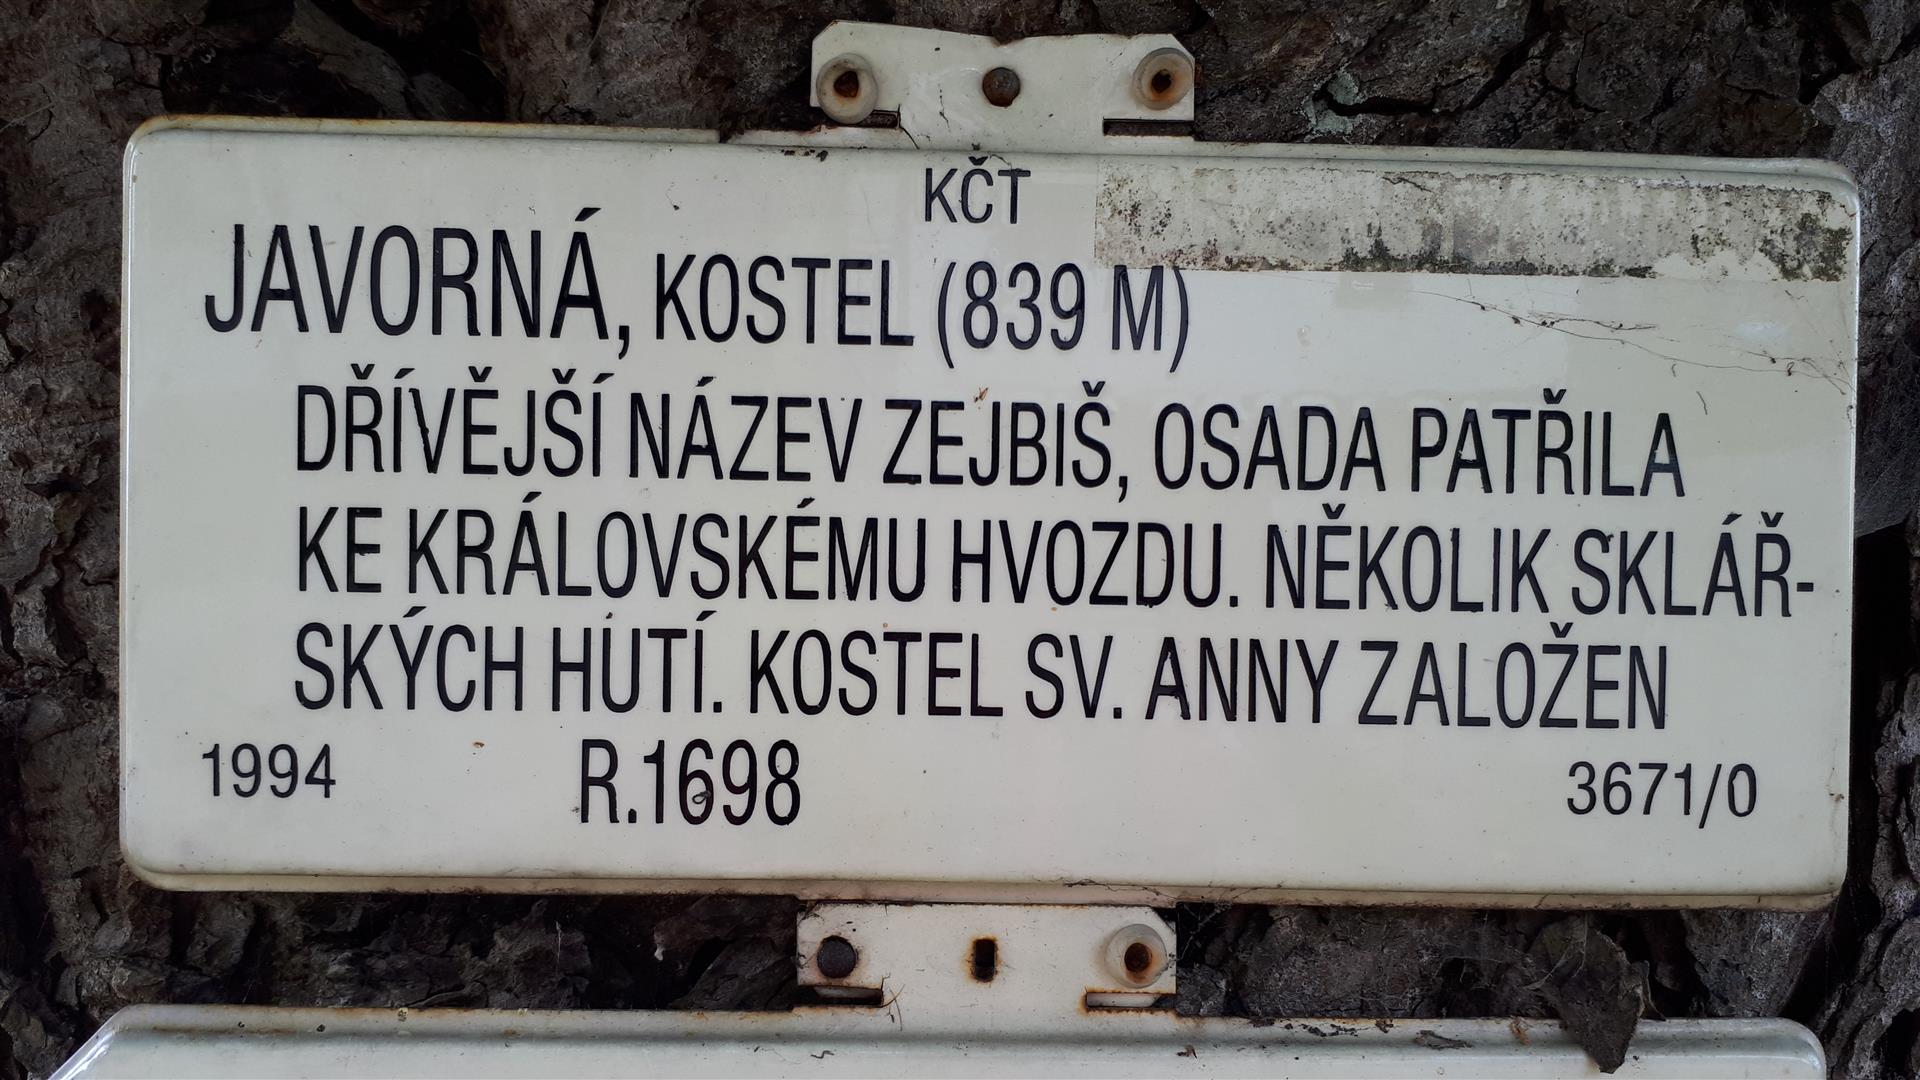 KČT
JAVORNÁ, KOSTEL (839 M)
DŘÍVĚJŠÍ NÁZEV ZEJBIŠ, OSADA PATŘILA
KE KRÁLOVSKÉMU HVOZDU. NĚKOLIK SKLÁŘ-
SKÝCH HUTÍ. KOSTEL SV. ANNY ZALOŽEN
1994 R.1698 3671/0